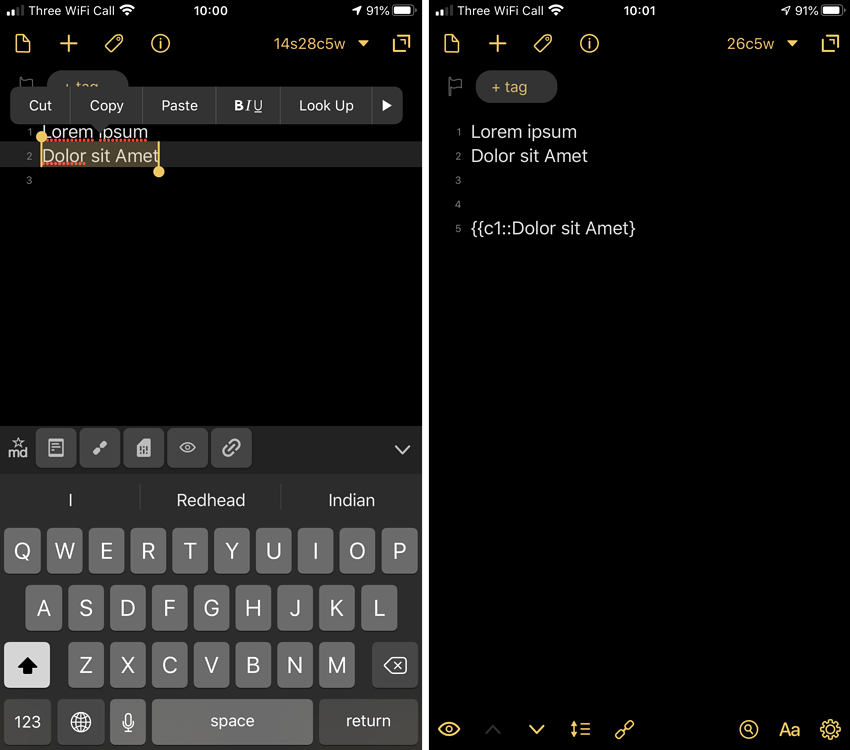 Three WiFi Call 10:00 91%
14s28c5w
+ tag
Cut Copy Paste BIU Look Up
1 Lorem ipsum
2 Dolor sit Amet
3
md
I Redhead Indian
Q W E R T Y U I O P
A S D F G H J K L
Z X C V B N M
123 space return
Three WiFi Call 10:01 91%
26c5w
+ tag
1 Lorem ipsum
2 Dolor sit Amet
3
4
5 {{c1::Dolor sit Amet}
Aa